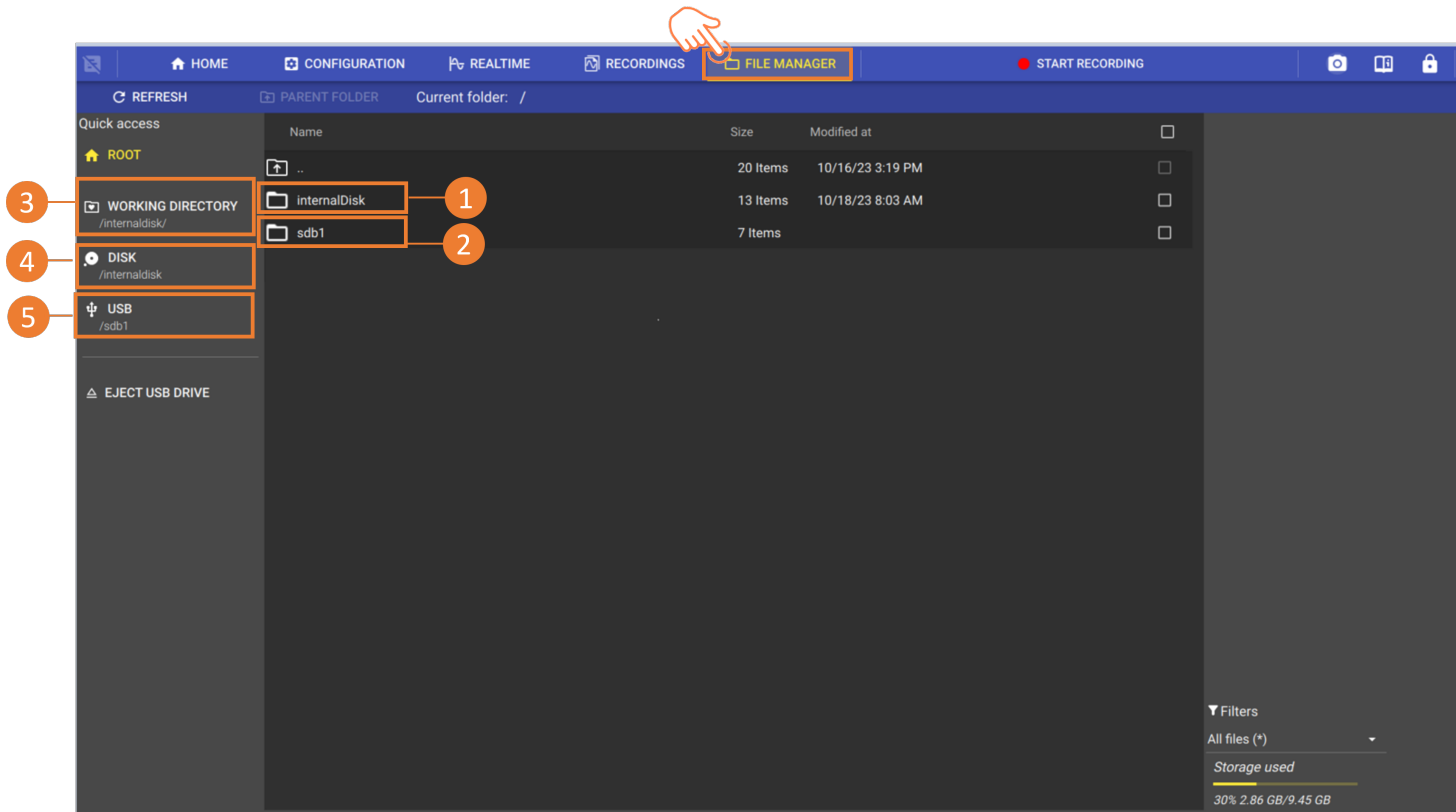 HOME CONFIGURATION REALTIME RECORDINGS FILE MANAGER START RECORDING
REFRESH PARENT FOLDER Current folder: /
Quick access
Name Size Modified at
ROOT
.. 20 Items 10/16/23 3:19 PM
3 WORKING DIRECTORY
/internaldisk/
internalDisk 1 13 Items 10/18/23 8:03 AM
sdb1 2 7 Items
4 DISK
/internaldisk
5 USB
/sdb1
EJECT USB DRIVE
Filters
All files (*)
Storage used
30% 2.86 GB/9.45 GB